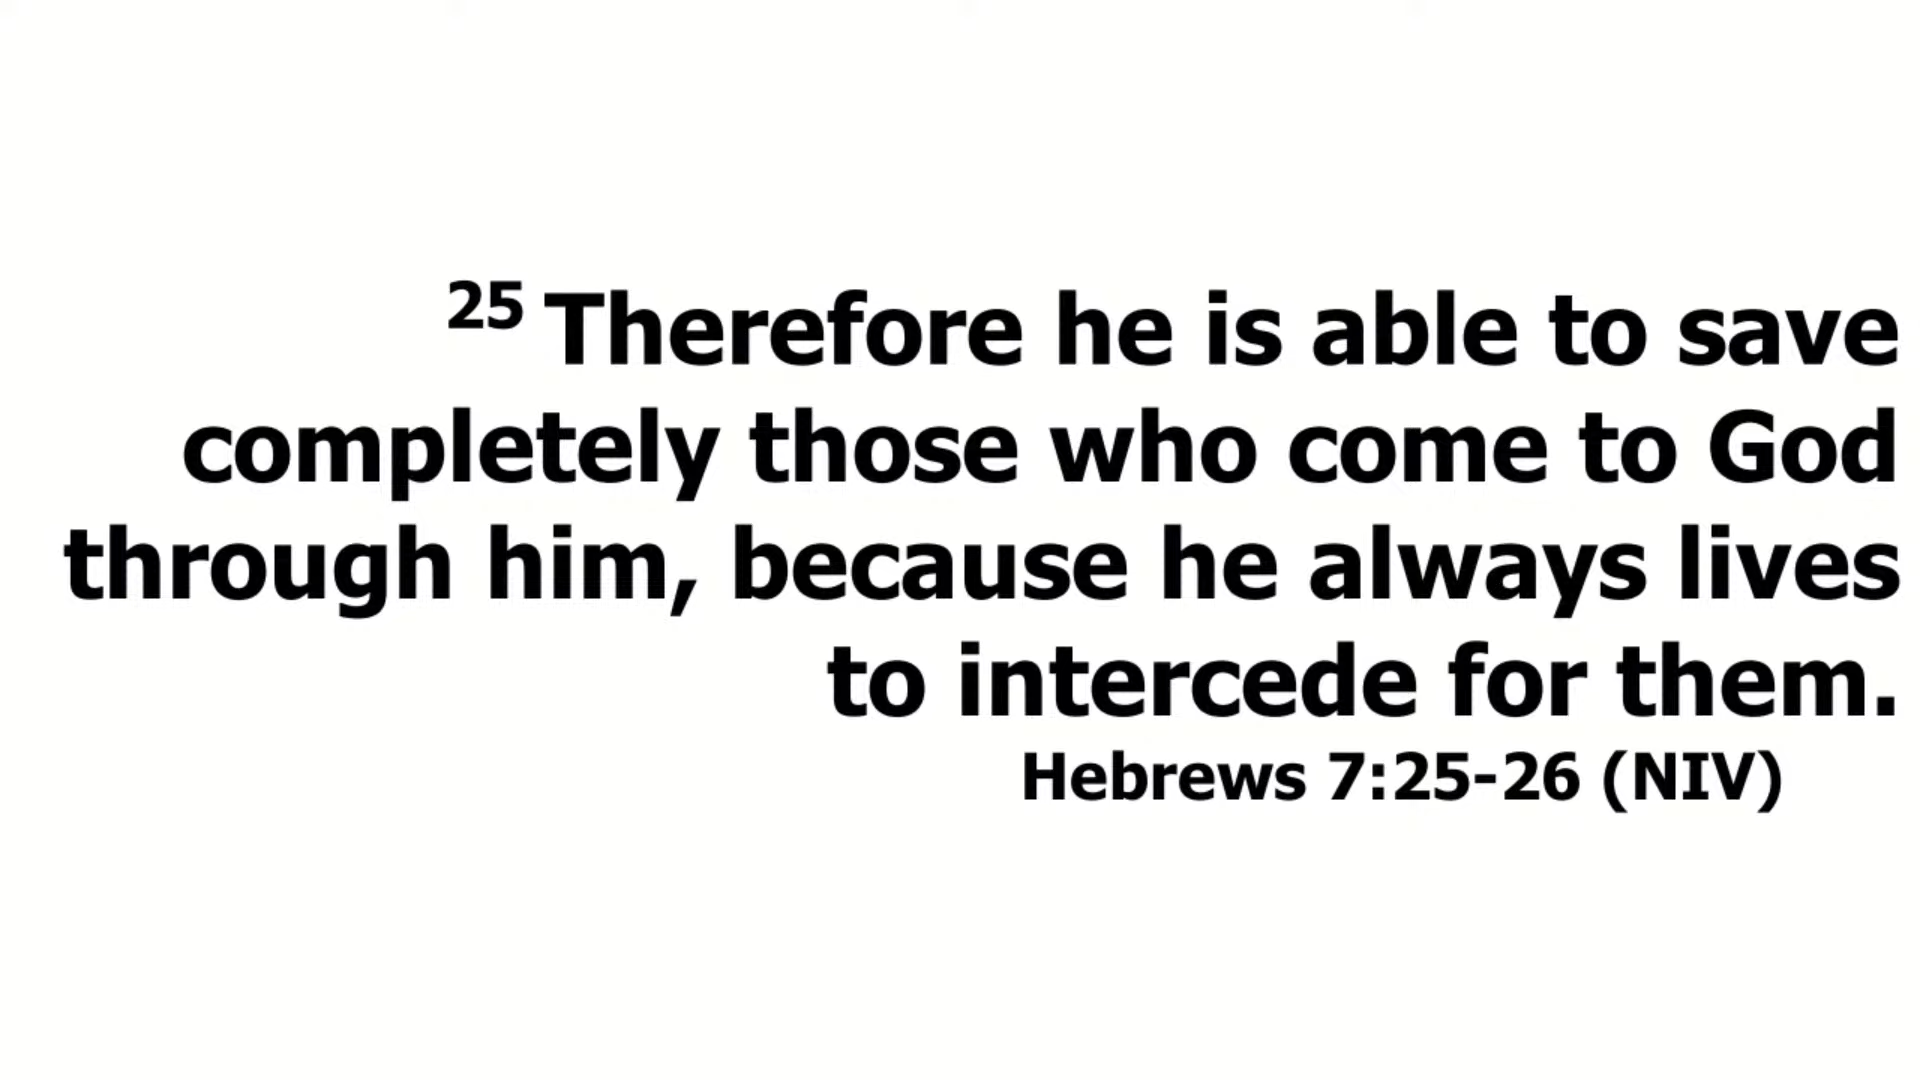 25 Therefore he is able to save
completely those who come to God
through him, because he always lives
to intercede for them.
Hebrews 7:25-26 (NIV)